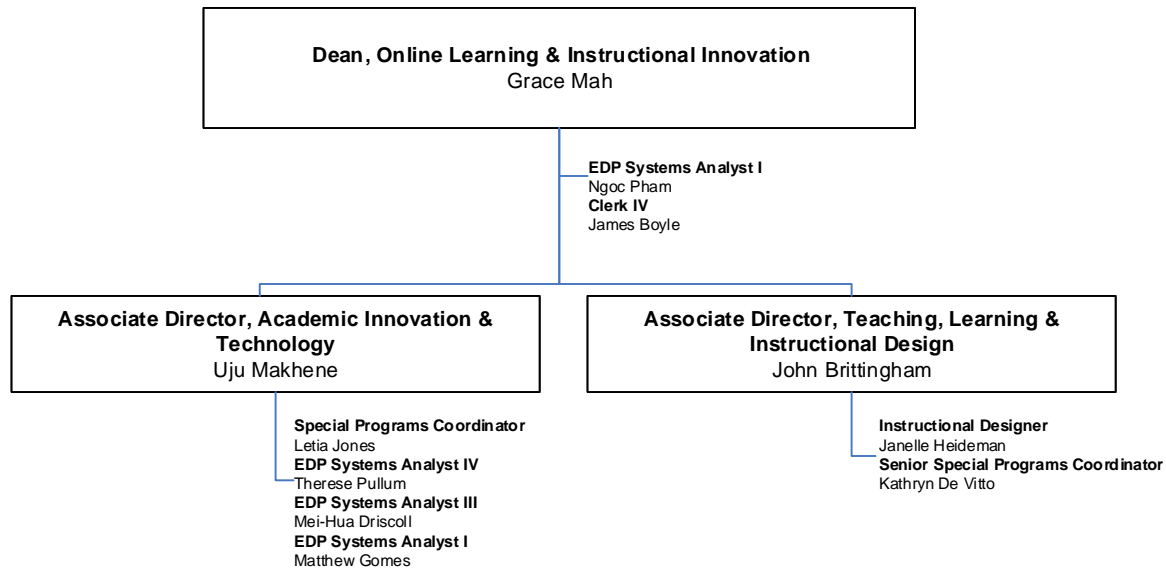 Dean, Online Learning & Instructional Innovation
Grace Mah
EDP Systems Analyst I
Ngoc Pham
Clerk IV
James Boyle
Associate Director, Academic Innovation &
Technology
Uju Makhene
Special Programs Coordinator
Letia Jones
EDP Systems Analyst IV
Therese Pullum
EDP Systems Analyst III
Mei-Hua Driscoll
EDP Systems Analyst I
Matthew Gomes
Associate Director, Teaching, Learning &
Instructional Design
John Brittingham
Instructional Designer
Janelle Heideman
Senior Special Programs Coordinator
Kathryn De Vitto